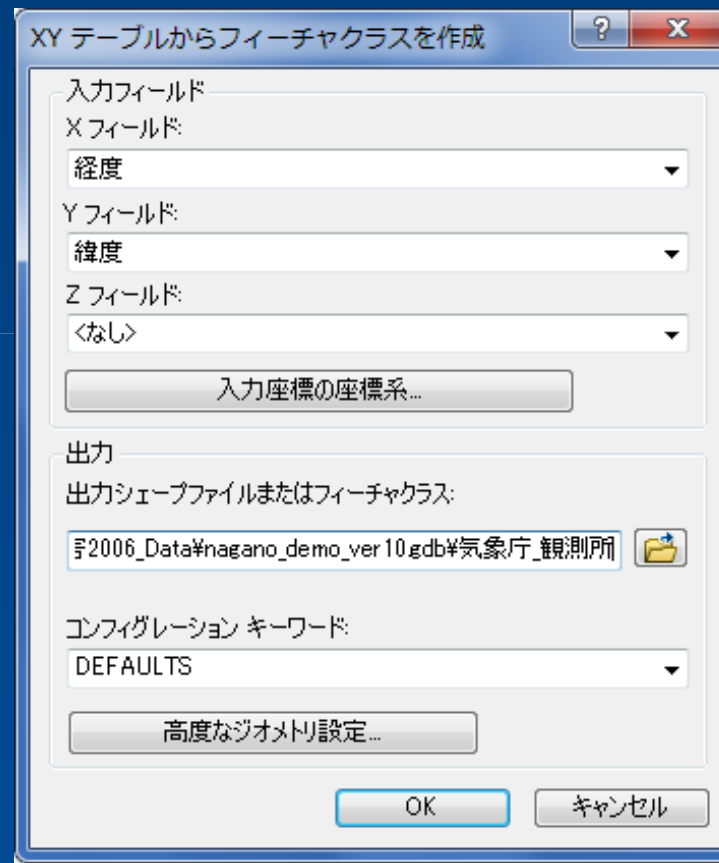 XY テーブルからフィーチャクラスを作成
入力フィールド
X フィールド:
経度
Y フィールド:
緯度
Z フィールド:
<なし>
入力座標の座標系...
出力
出力シェープファイルまたはフィーチャクラス:
2006_Data¥nagano_demo_ver10.gdb¥気象庁_観測所
コンフィグレーション キーワード:
DEFAULTS
高度なジオメトリ設定...
OK キャンセル